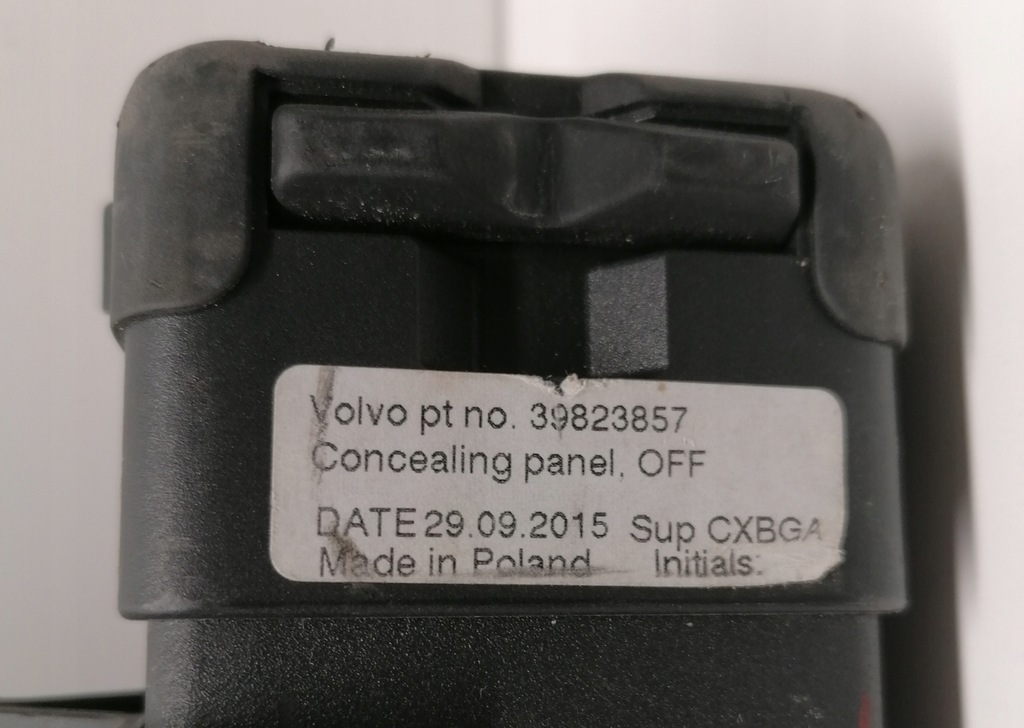 Volvo pt no. 39823857
Concealing panel, OFF
DATE 29.09.2015 Sup CXBGA
Made in Poland Initials: